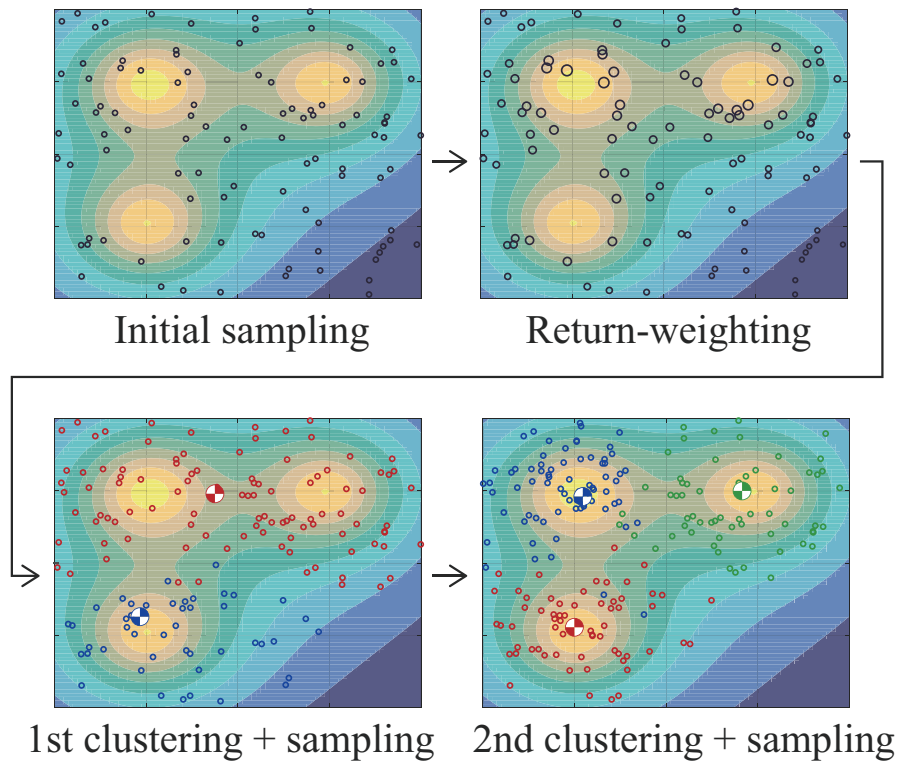 Initial sampling
Return-weighting
1st clustering + sampling
2nd clustering + sampling